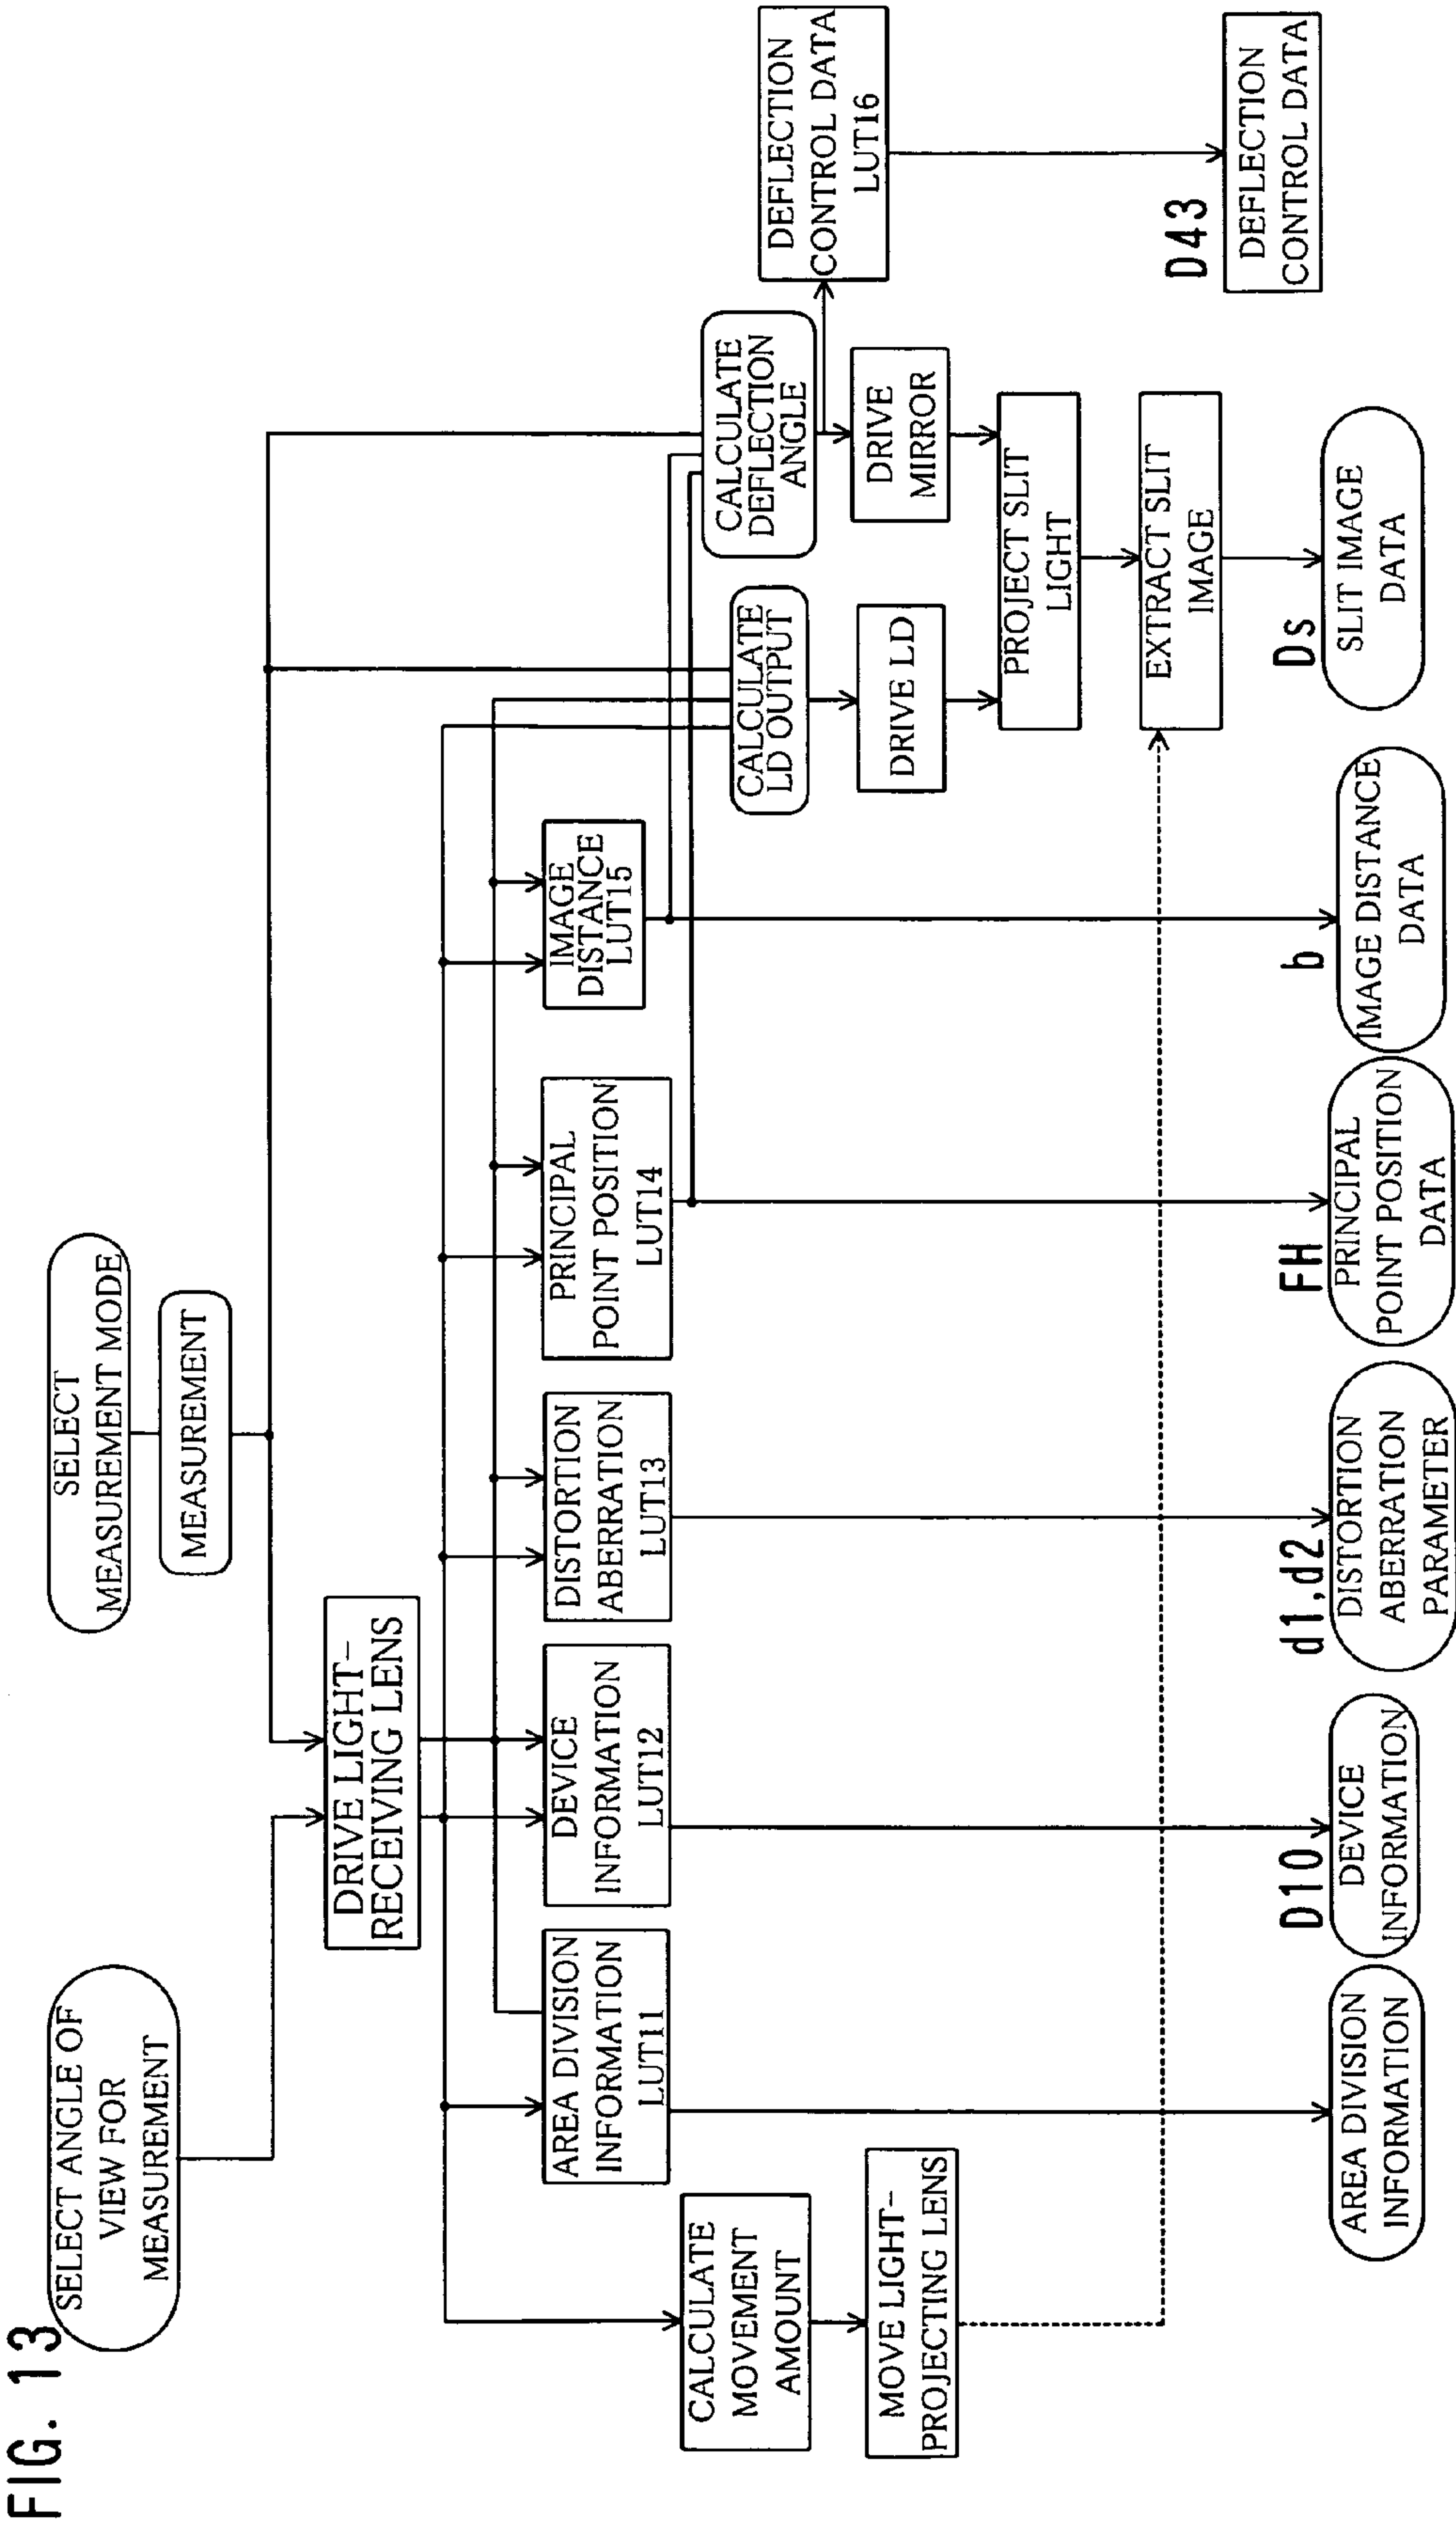 FIG. 13
SELECT ANGLE OF
VIEW FOR
MEASUREMENT
SELECT
MEASUREMENT MODE
MEASUREMENT
DRIVE LIGHT-
RECEIVING LENS
AREA DIVISION
INFORMATION
LUT11
DEVICE
INFORMATION
LUT12
DISTORTION
ABERRATION
LUT13
PRINCIPAL
POINT POSITION
LUT14
IMAGE
DISTANCE
LUT15
CALCULATE
MOVEMENT
AMOUNT
MOVE LIGHT-
PROJECTING LENS
CALCULATE
LD OUTPUT
DRIVE LD
CALCULATE
DEFLECTION
ANGLE
DRIVE
MIRROR
DEFLECTION
CONTROL DATA
LUT16
PROJECT SLIT
LIGHT
EXTRACT SLIT
IMAGE
AREA DIVISION
INFORMATION
D10
DEVICE
INFORMATION
d1,d2
DISTORTION
ABERRATION
PARAMETER
FH
PRINCIPAL
POINT POSITION
DATA
b
IMAGE DISTANCE
DATA
Ds
SLIT IMAGE
DATA
D43
DEFLECTION
CONTROL DATA